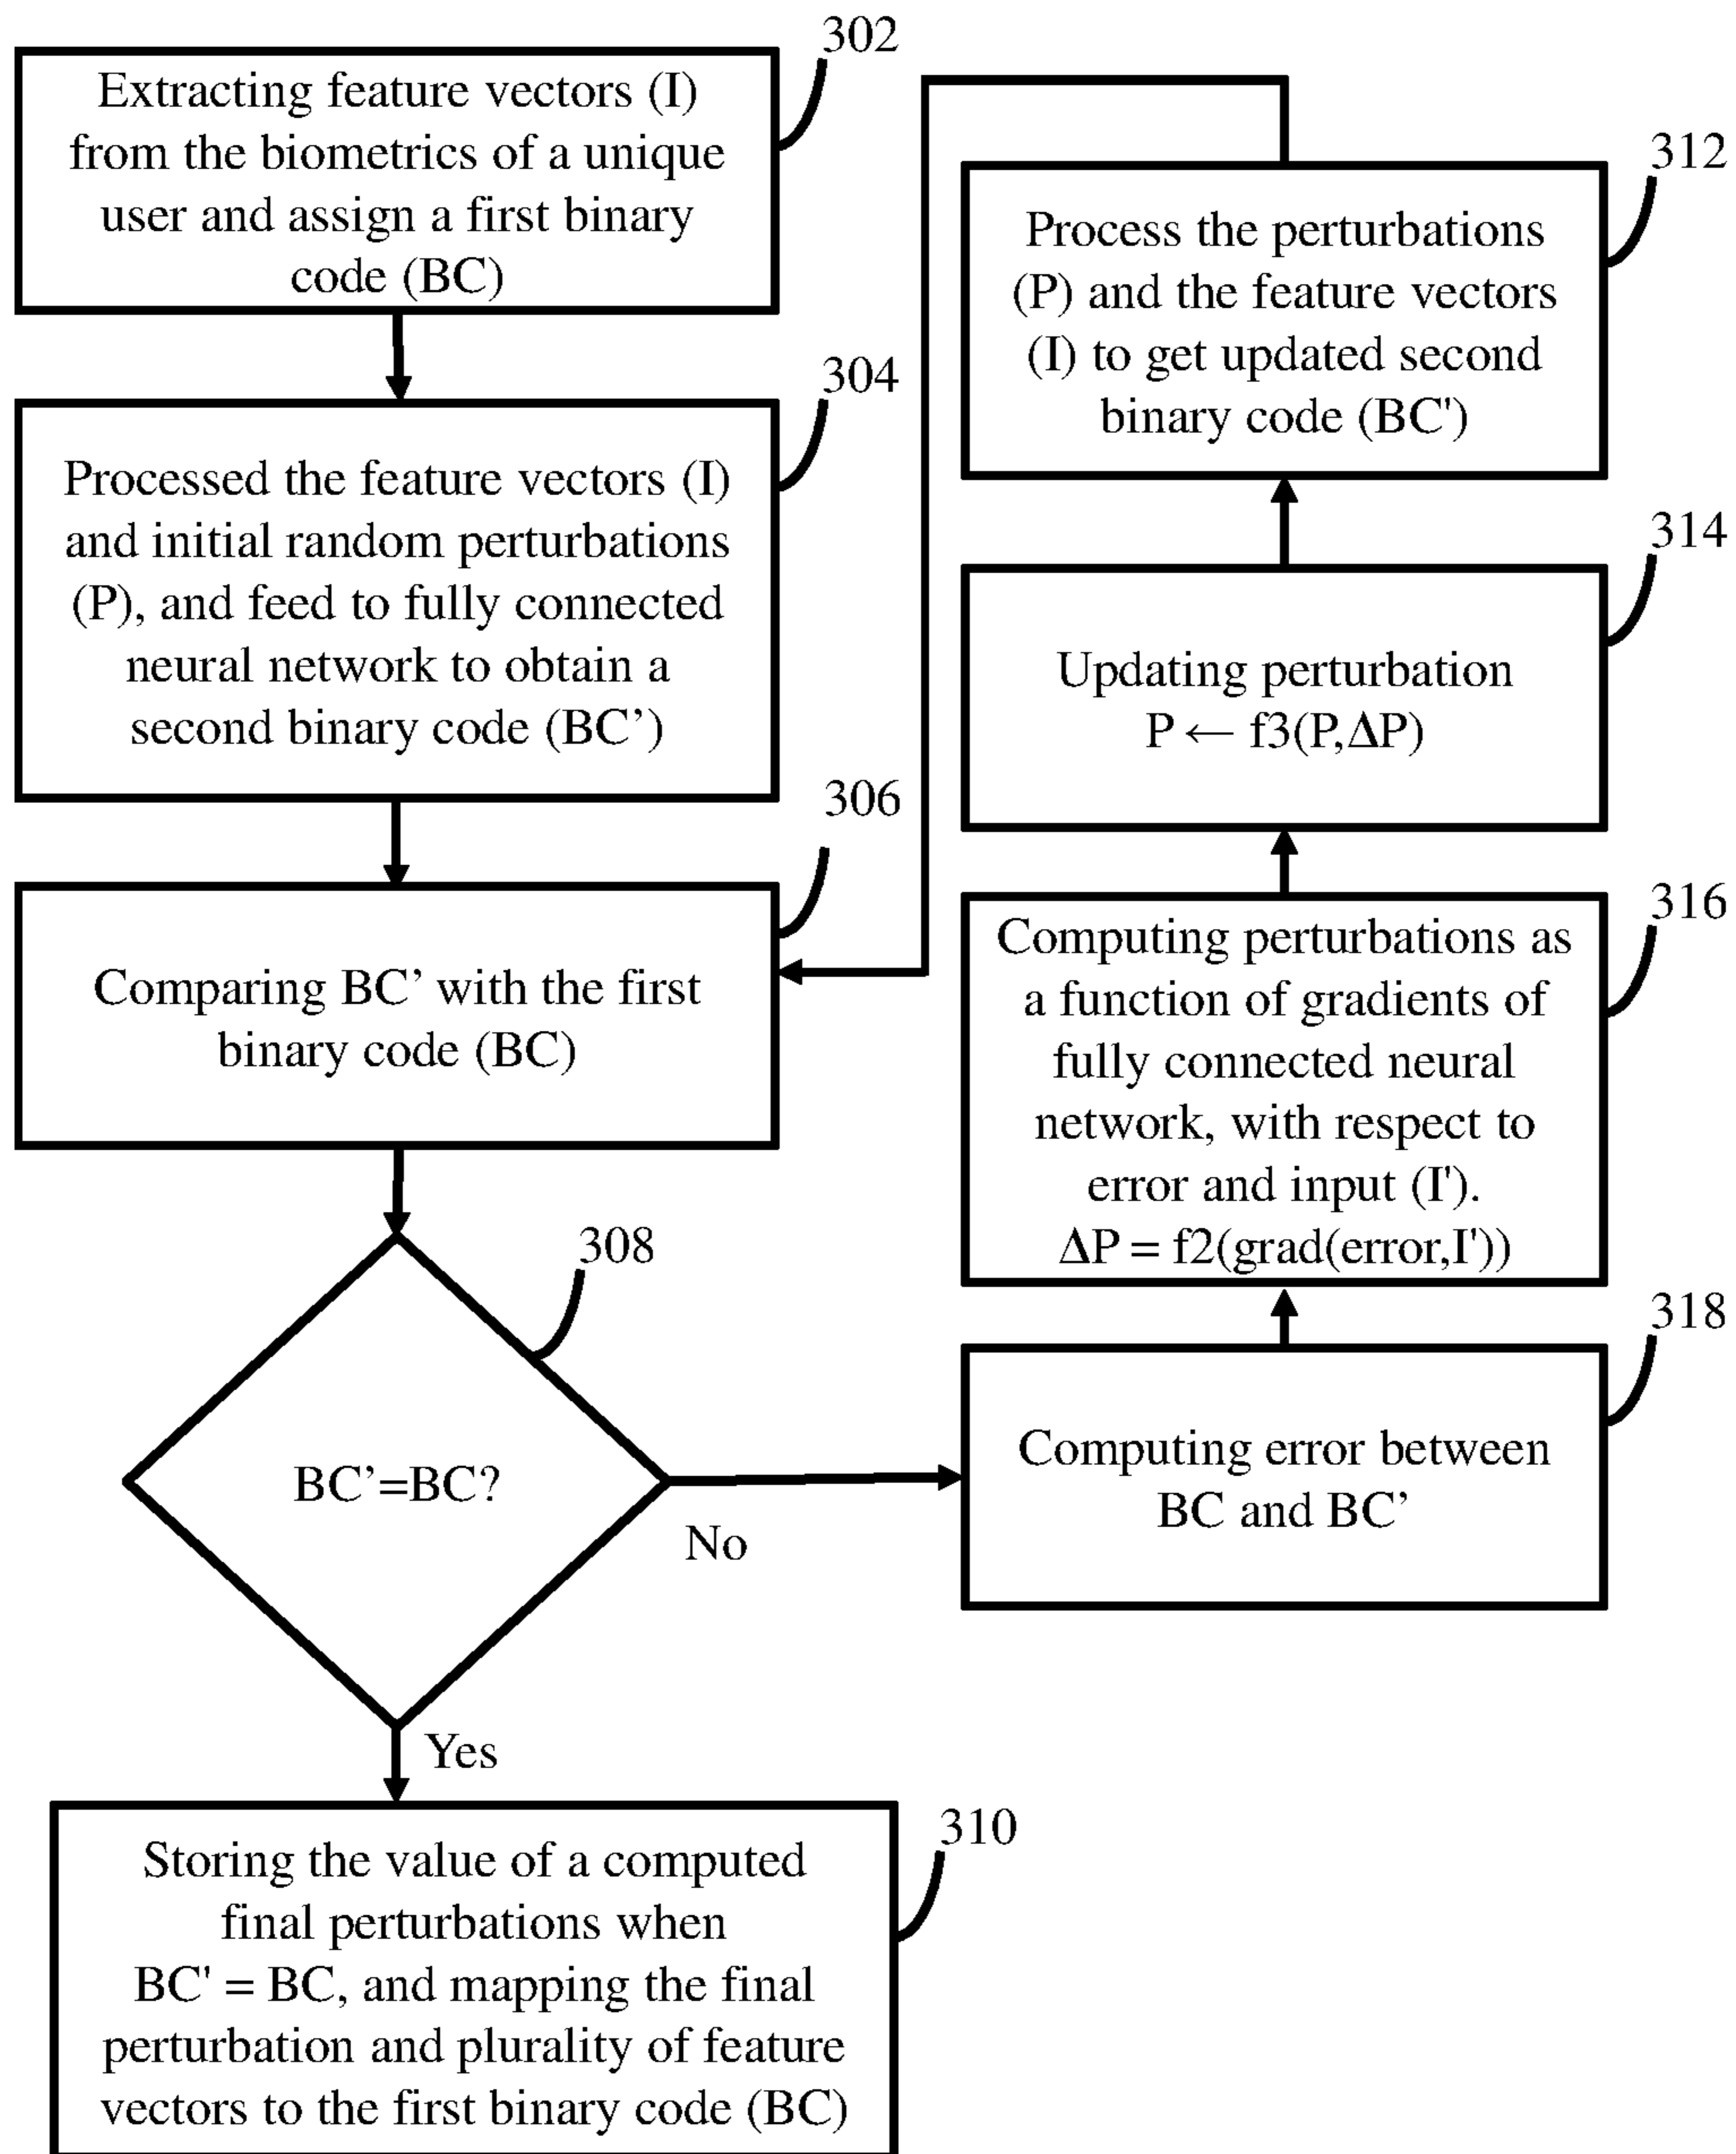 302
Extracting feature vectors (I)
from the biometrics of a unique
user and assign a first binary
code (BC)
304
Processed the feature vectors (I)
and initial random perturbations
(P), and feed to fully connected
neural network to obtain a
second binary code (BC’)
306
Comparing BC’ with the first
binary code (BC)
308
BC’=BC?
No
Yes
310
Storing the value of a computed
final perturbations when
BC' = BC, and mapping the final
perturbation and plurality of feature
vectors to the first binary code (BC)
312
Process the perturbations
(P) and the feature vectors
(I) to get updated second
binary code (BC')
314
Updating perturbation
P ← f3(P,ΔP)
316
Computing perturbations as
a function of gradients of
fully connected neural
network, with respect to
error and input (I').
ΔP = f2(grad(error,I'))
318
Computing error between
BC and BC’